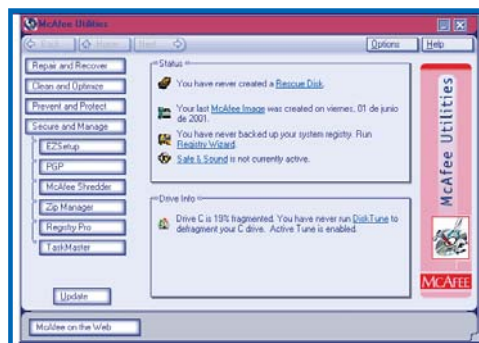 McAfee Utilities
Back Home Next Options Help
Repair and Recover
Clean and Optimize
Prevent and Protect
Secure and Manage
EZSetup
PGP
McAfee Shredder
Zip Manager
Registry Pro
TaskMaster
Update
Status
You have never created a Rescue Disk.
Your last McAfee Image was created on viernes, 01 de junio
de 2001.
You have never backed up your system registry. Run
Registry Wizard.
Safe & Sound is not currently active.
Drive Info
Drive C is 19% fragmented. You have never run DiskTune to
defragment your C drive. Active Tune is enabled.
McAfee Utilities
MCAFEE
McAfee on the Web